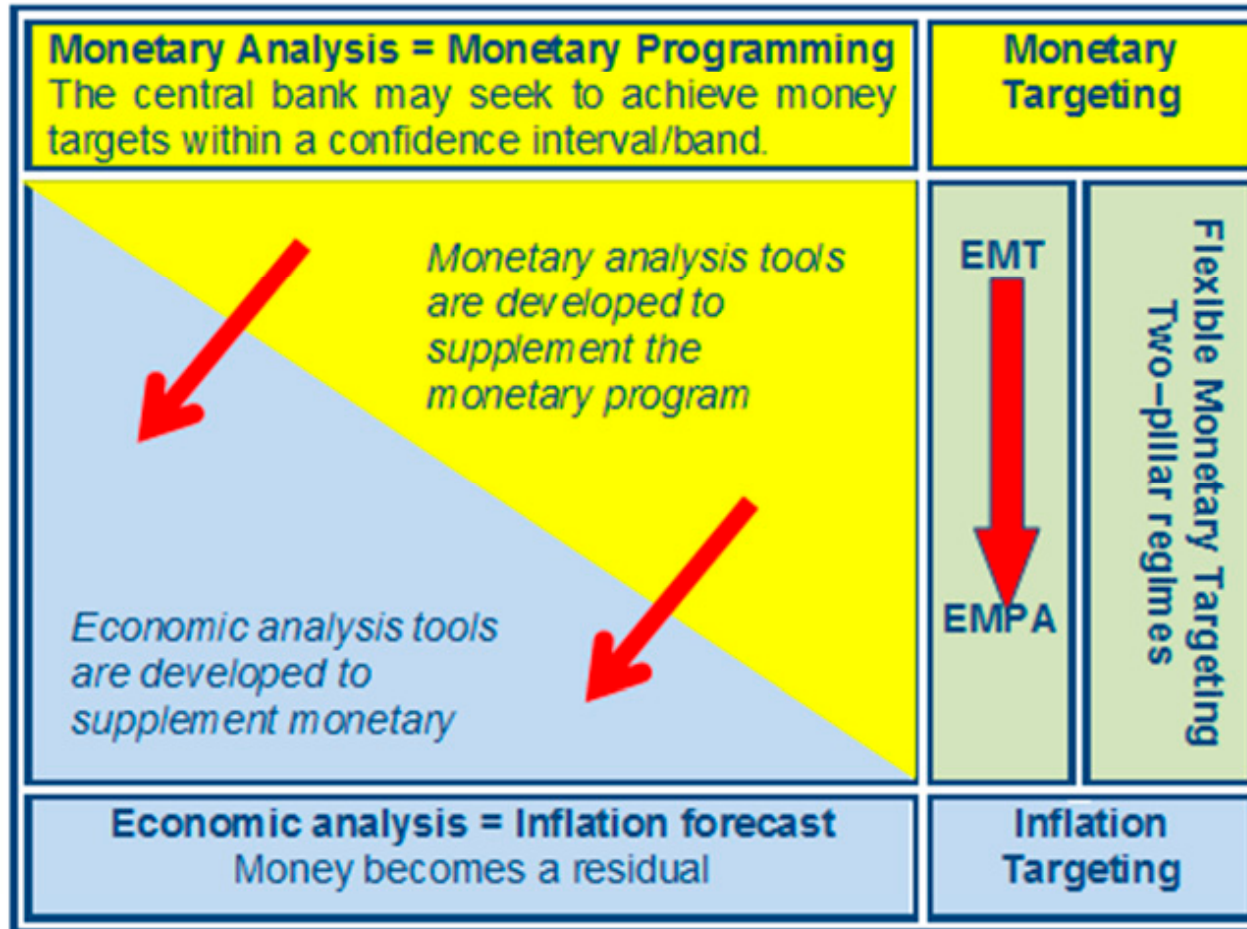 Monetary Analysis = Monetary Programming
The central bank may seek to achieve money
targets within a confidence interval/band.
Monetary
Targeting
Monetary analysis tools
are developed to
supplement the
monetary program
Economic analysis tools
are developed to
supplement monetary
EMT
EMPA
Flexible Monetary Targeting
Two-pillar regimes
Economic analysis = Inflation forecast
Money becomes a residual
Inflation
Targeting